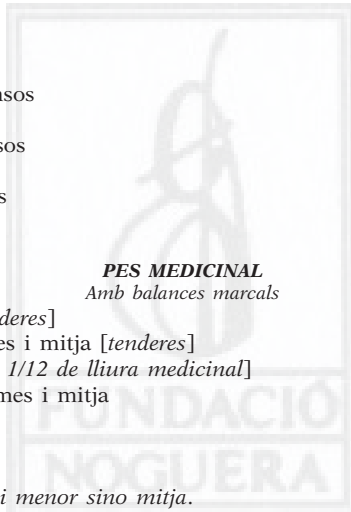 nsos
sos
s
PES MEDICINAL
Amb balances marcals
deres]
es i mitja [tenderes]
1/12 de lliura medicinal]
mes i mitja
FUNDACIÓ
NOGUERA
i menor sino mitja.